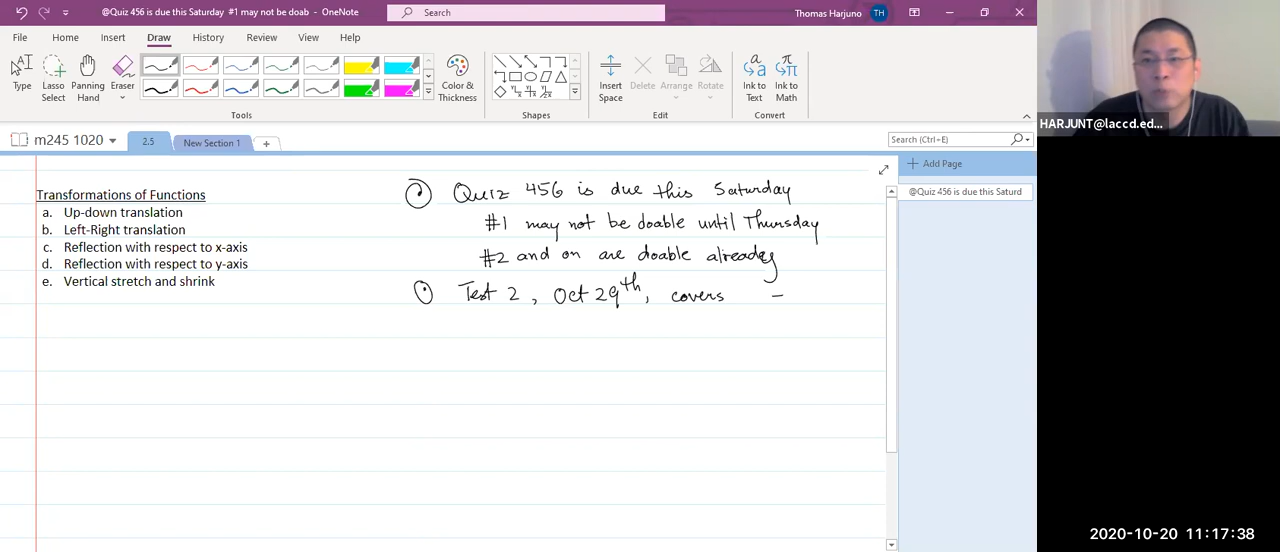 @Quiz 456 is due this Saturday #1 may not be doab - OneNote
Search
Thomas Harjuno
TH
File Home Insert Draw History Review View Help
Type
Lasso Select
Panning Hand
Eraser
Color & Thickness
Insert Space
Delete
Arrange
Rotate
Ink to Text
Ink to Math
Tools
Shapes
Edit
Convert
m245 1020
2.5
New Section 1
Search (Ctrl+E)
Add Page
@Quiz 456 is due this Saturd
Transformations of Functions
a. Up-down translation
b. Left-Right translation
c. Reflection with respect to x-axis
d. Reflection with respect to y-axis
e. Vertical stretch and shrink
Quiz 456 is due this Saturday
#1 may not be doable until Thursday
#2 and on are doable already
Test 2, Oct 29th, covers –
HARJUNT@laccd.ed...
2020-10-20 11:17:38